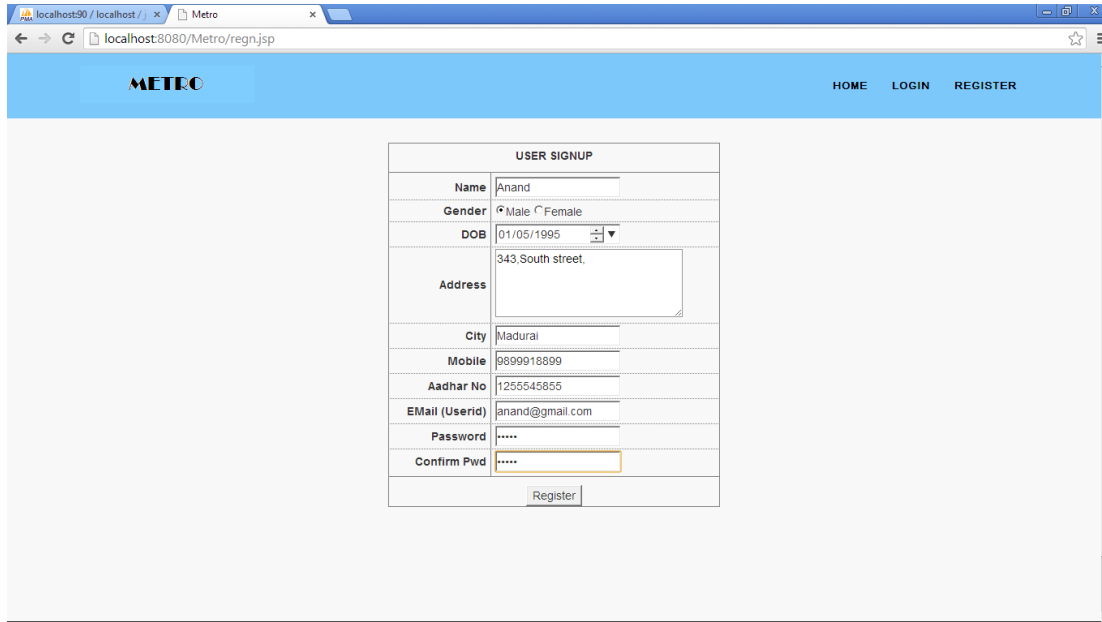 localhost:90 / localhost / j
Metro
localhost:8080/Metro/regn.jsp
METRO
HOME LOGIN REGISTER
USER SIGNUP
Name Anand
Gender Male Female
DOB 01/05/1995
Address 343,South street,
City Madurai
Mobile 9899918899
Aadhar No 1255545855
EMail (Userid) anand@gmail.com
Password •••••
Confirm Pwd •••••
Register